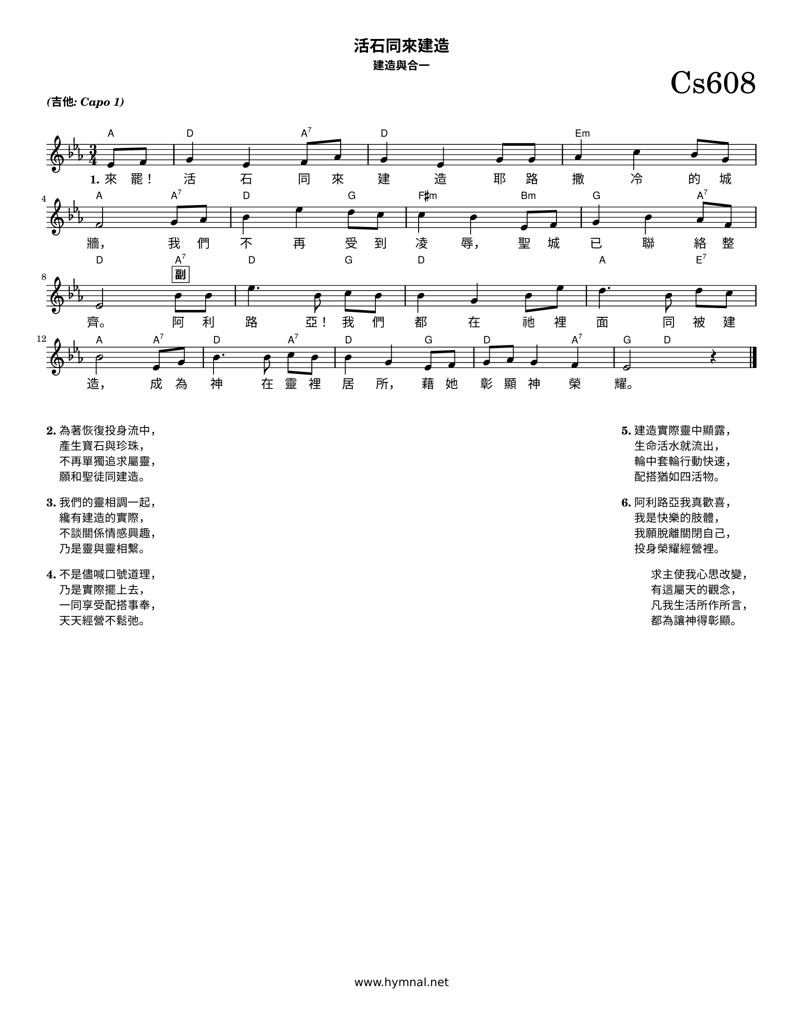 活石同來建造
建造與合一
Cs608
(吉他: Capo 1)
A D A7 D Em
3
4
1. 來 罷! 活 石 同 來 建 造 耶 路 撒 冷 的 城
4
A A7 D G F♯m Bm G A7
牆, 我 們 不 再 受 到 凌 辱, 聖 城 已 聯 絡 整
8
D A7 D G D A E7
副
齊。 阿 利 路 亞! 我 們 都 在 祂 裡 面 同 被 建
12
A A7 D A7 D G Em D A7 G D
造, 成 為 神 在 靈 裡 居 所, 藉 她 彰 顯 神 榮 耀。
2. 為著恢復投身流中,
產生寶石與珍珠,
不再單獨追求屬靈,
願和聖徒同建造。
3. 我們的靈相調一起,
纔有建造的實際,
不談關係情感興趣,
乃是靈與靈相繫。
4. 不是儘喊口號道理,
乃是實際擺上去,
一同享受配搭事奉,
天天經營不鬆弛。
5. 建造實際靈中顯露,
生命活水就流出,
輪中套輪行動快速,
配搭猶如四活物。
6. 阿利路亞我真歡喜,
我是快樂的肢體,
我願脫離關閉自己,
投身榮耀經營裡。
求主使我心思改變,
有這屬天的觀念,
凡我生活所作所言,
都為讓神得彰顯。
www.hymnal.net